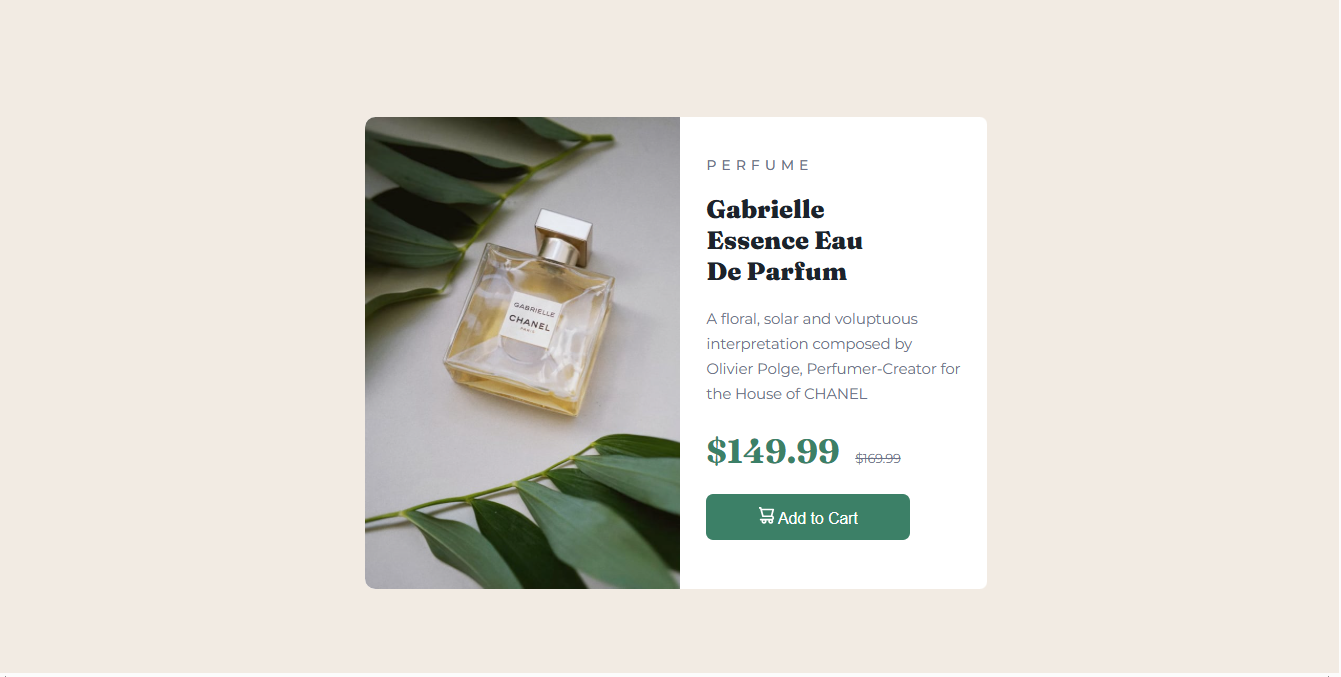 GABRIELLE
CHANEL
PARIS
PERFUME
Gabrielle
Essence Eau
De Parfum
A floral, solar and voluptuous
interpretation composed by
Olivier Polge, Perfumer-Creator for
the House of CHANEL
$149.99 $169.99
Add to Cart